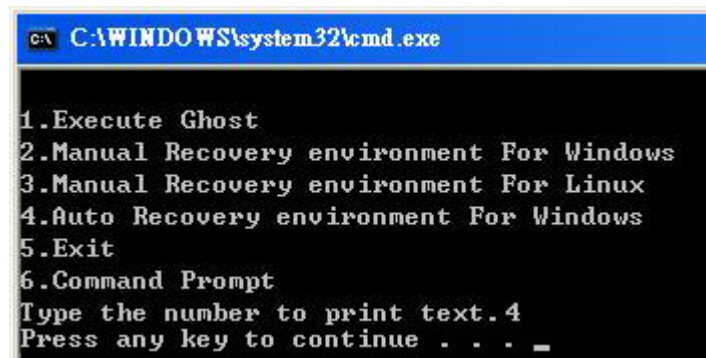 C:\WINDOWS\system32\cmd.exe
1.Execute Ghost
2.Manual Recovery environment For Windows
3.Manual Recovery environment For Linux
4.Auto Recovery environment For Windows
5.Exit
6.Command Prompt
Type the number to print text.4
Press any key to continue . . . _